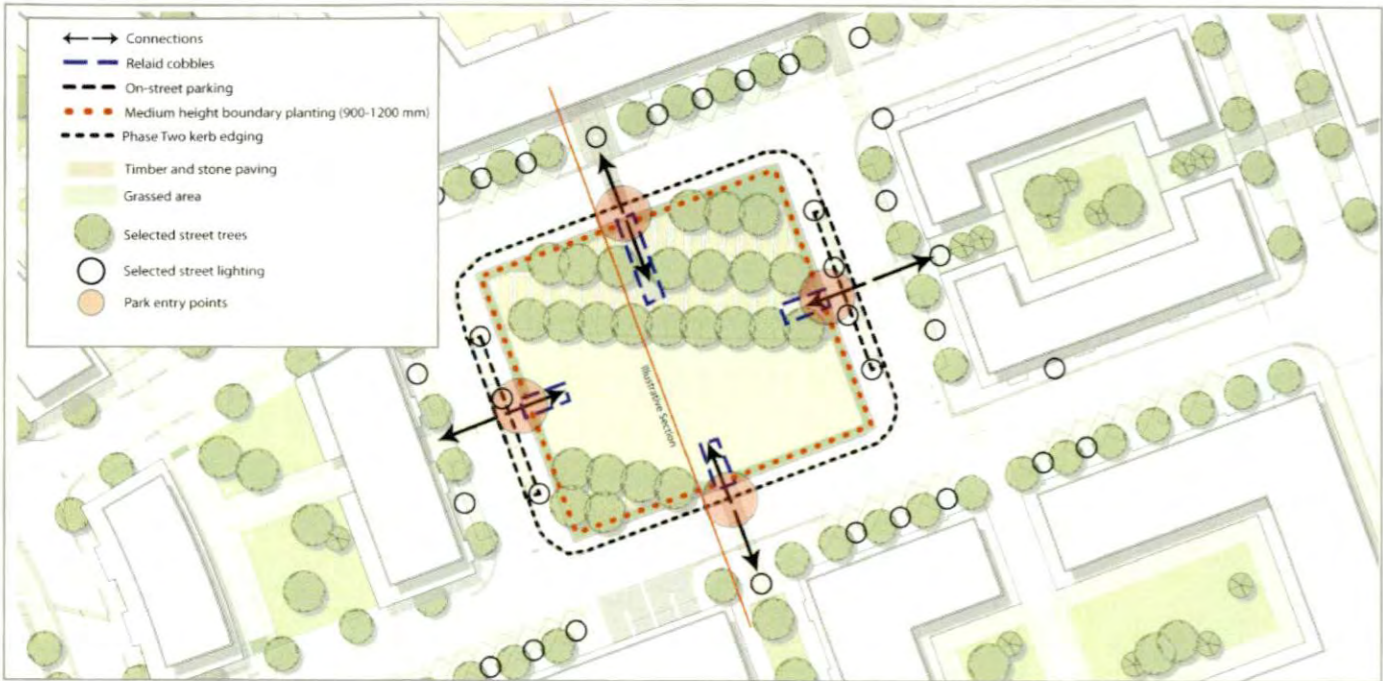 Connections
Relaid cobbles
On-street parking
Medium height boundary planting (900-1200 mm)
Phase Two kerb edging
Timber and stone paving
Grassed area
Selected street trees
Selected street lighting
Park entry points
Illustrative Section